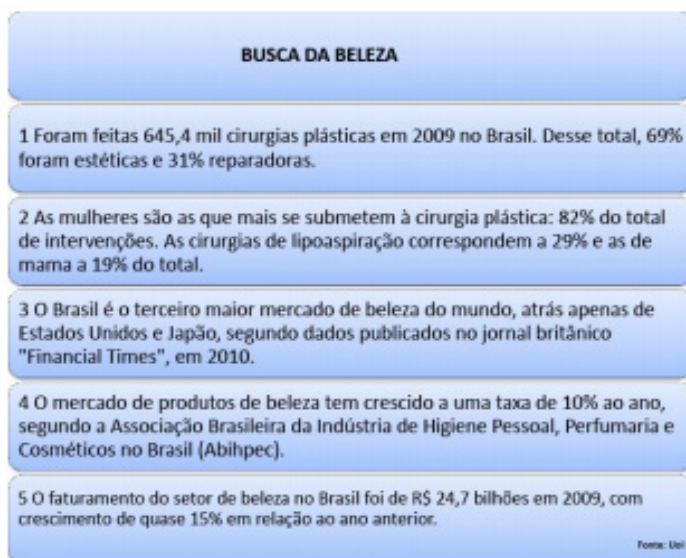 BUSCA DA BELEZA
1 Foram feitas 645,4 mil cirurgias plásticas em 2009 no Brasil. Desse total, 69%
foram estéticas e 31% reparadoras.
2 As mulheres são as que mais se submetem à cirurgia plástica: 82% do total
de intervenções. As cirurgias de lipoaspiração correspondem a 29% e as de
mama a 19% do total.
3 O Brasil é o terceiro maior mercado de beleza do mundo, atrás apenas de
Estados Unidos e Japão, segundo dados publicados no jornal britânico
"Financial Times", em 2010.
4 O mercado de produtos de beleza tem crescido a uma taxa de 10% ao ano,
segundo a Associação Brasileira da Indústria de Higiene Pessoal, Perfumaria e
Cosméticos no Brasil (Abihpec).
5 O faturamento do setor de beleza no Brasil foi de R$ 24,7 bilhões em 2009, com
crescimento de quase 15% em relação ao ano anterior.
Fonte: Uol